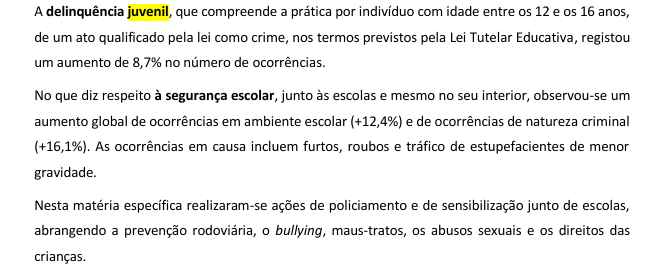 A delinquência juvenil, que compreende a prática por indivíduo com idade entre os 12 e os 16 anos,
de um ato qualificado pela lei como crime, nos termos previstos pela Lei Tutelar Educativa, registou
um aumento de 8,7% no número de ocorrências.
No que diz respeito à segurança escolar, junto às escolas e mesmo no seu interior, observou-se um
aumento global de ocorrências em ambiente escolar (+12,4%) e de ocorrências de natureza criminal
(+16,1%). As ocorrências em causa incluem furtos, roubos e tráfico de estupefacientes de menor
gravidade.
Nesta matéria específica realizaram-se ações de policiamento e de sensibilização junto de escolas,
abrangendo a prevenção rodoviária, o bullying, maus-tratos, os abusos sexuais e os direitos das
crianças.